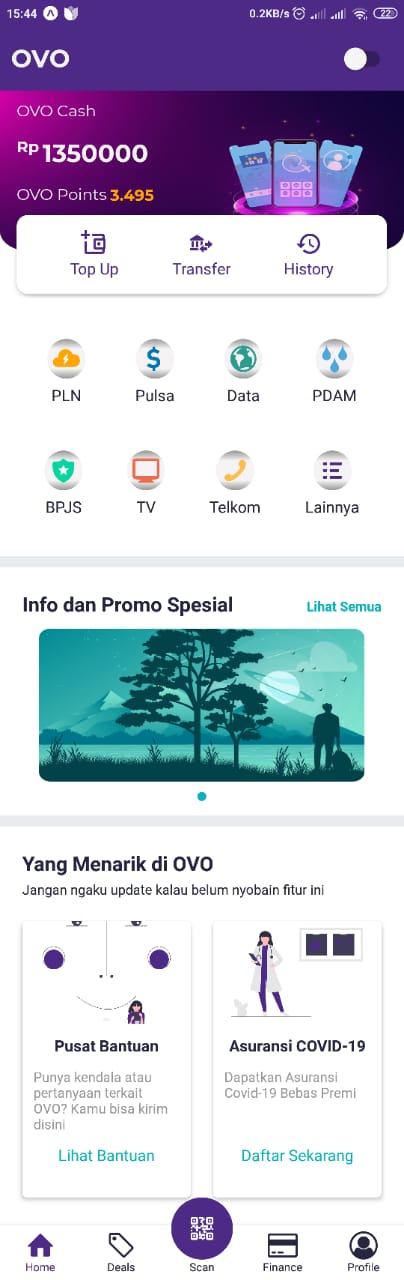 15:44 0.2KB/s 22
OVO
OVO Cash
Rp 1350000
OVO Points 3.495
Top Up Transfer History
PLN Pulsa Data PDAM
BPJS TV Telkom Lainnya
Info dan Promo Spesial Lihat Semua
Yang Menarik di OVO
Jangan ngaku update kalau belum nyobain fitur ini
Pusat Bantuan
Punya kendala atau
pertanyaan terkait
OVO? Kamu bisa kirim
disini
Lihat Bantuan
Asuransi COVID-19
Dapatkan Asuransi
Covid-19 Bebas Premi
Daftar Sekarang
Home Deals Scan Finance Profile